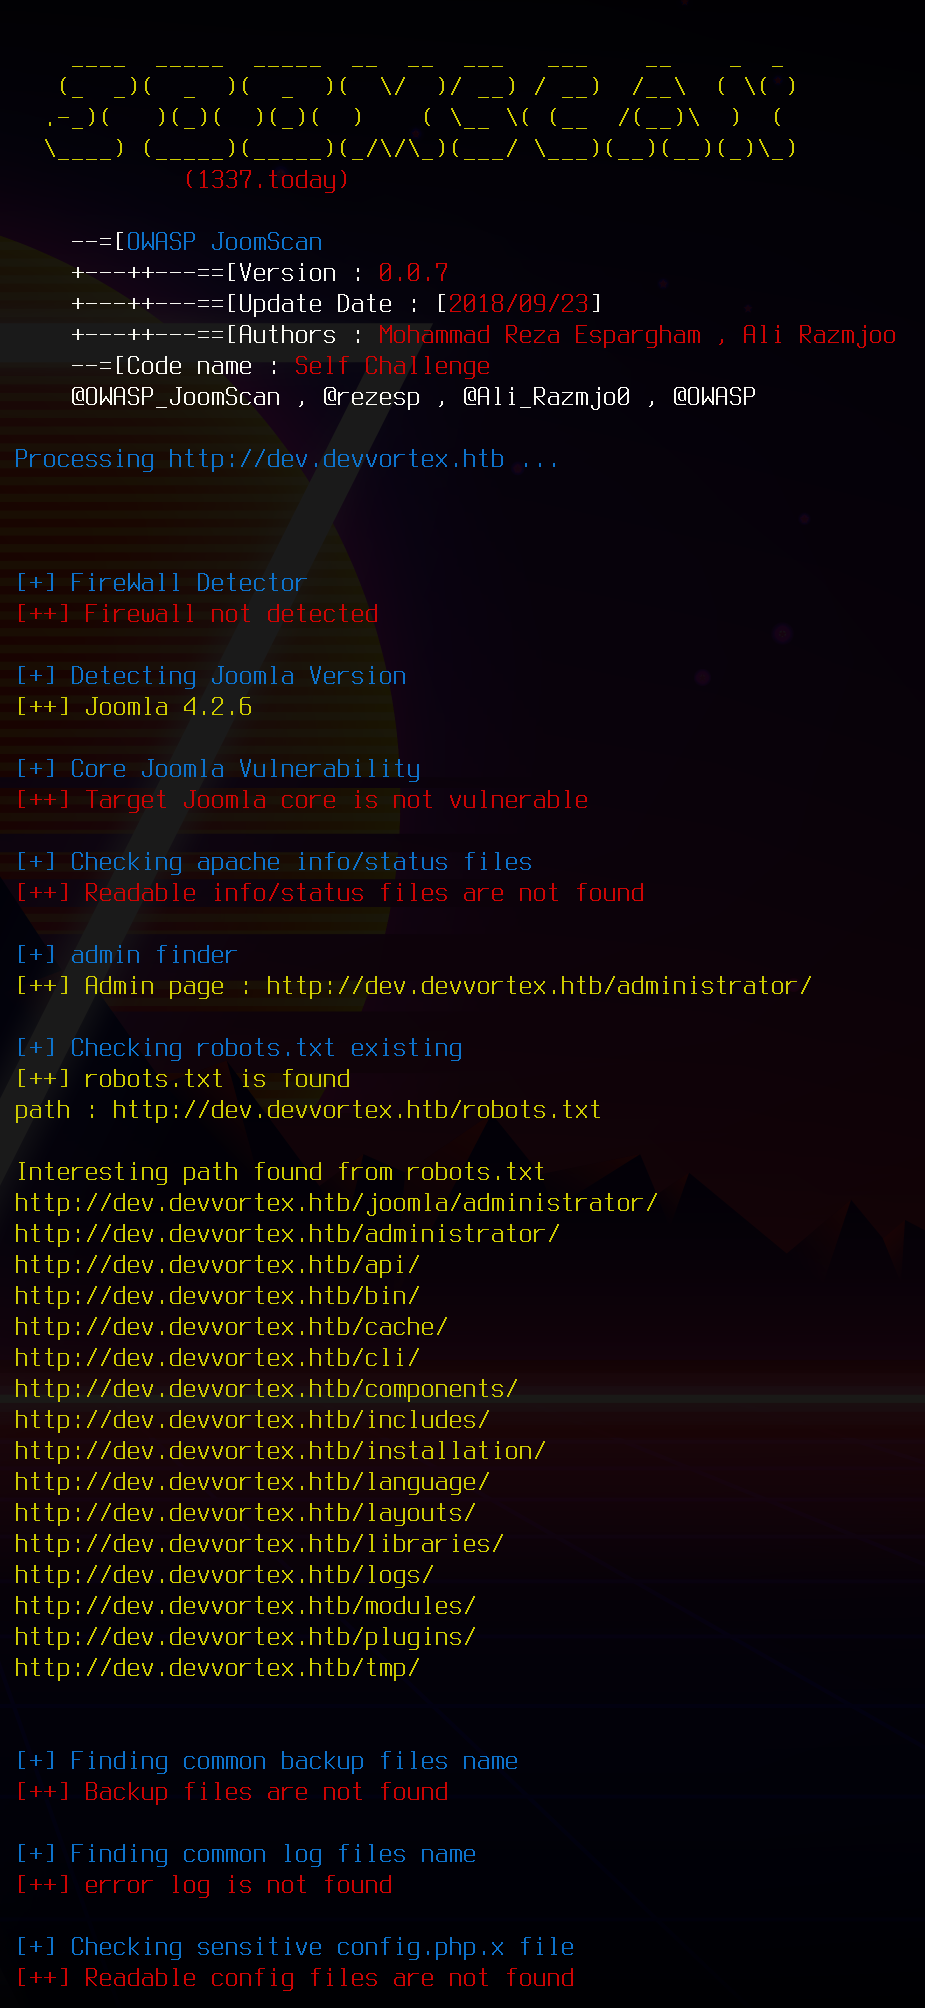 ____  _____  _____  __  __  ___   ___    __    _  _
   (_  _)(  _  )(  _  )(  \/  )/ __) / __)  /__\  ( \( )
  .-_)(   )(_)(  )(_)(  )    ( \__ \( (__  /(__)\  )  (
  \____) (_____)(_____)(_/\/\_)(___/ \___)(__)(__)(_)\_)
(1337.today)
--=[OWASP JoomScan
+---++---==[Version : 0.0.7
+---++---==[Update Date : [2018/09/23]
+---++---==[Authors : Mohammad Reza Espargham , Ali Razmjoo
--=[Code name : Self Challenge
@OWASP_JoomScan , @rezesp , @Ali_Razmjo0 , @OWASP
Processing http://dev.devvortex.htb ...
[+] FireWall Detector
[++] Firewall not detected
[+] Detecting Joomla Version
[++] Joomla 4.2.6
[+] Core Joomla Vulnerability
[++] Target Joomla core is not vulnerable
[+] Checking apache info/status files
[++] Readable info/status files are not found
[+] admin finder
[++] Admin page : http://dev.devvortex.htb/administrator/
[+] Checking robots.txt existing
[++] robots.txt is found
path : http://dev.devvortex.htb/robots.txt
Interesting path found from robots.txt
http://dev.devvortex.htb/joomla/administrator/
http://dev.devvortex.htb/administrator/
http://dev.devvortex.htb/api/
http://dev.devvortex.htb/bin/
http://dev.devvortex.htb/cache/
http://dev.devvortex.htb/cli/
http://dev.devvortex.htb/components/
http://dev.devvortex.htb/includes/
http://dev.devvortex.htb/installation/
http://dev.devvortex.htb/language/
http://dev.devvortex.htb/layouts/
http://dev.devvortex.htb/libraries/
http://dev.devvortex.htb/logs/
http://dev.devvortex.htb/modules/
http://dev.devvortex.htb/plugins/
http://dev.devvortex.htb/tmp/
[+] Finding common backup files name
[++] Backup files are not found
[+] Finding common log files name
[++] error log is not found
[+] Checking sensitive config.php.x file
[++] Readable config files are not found